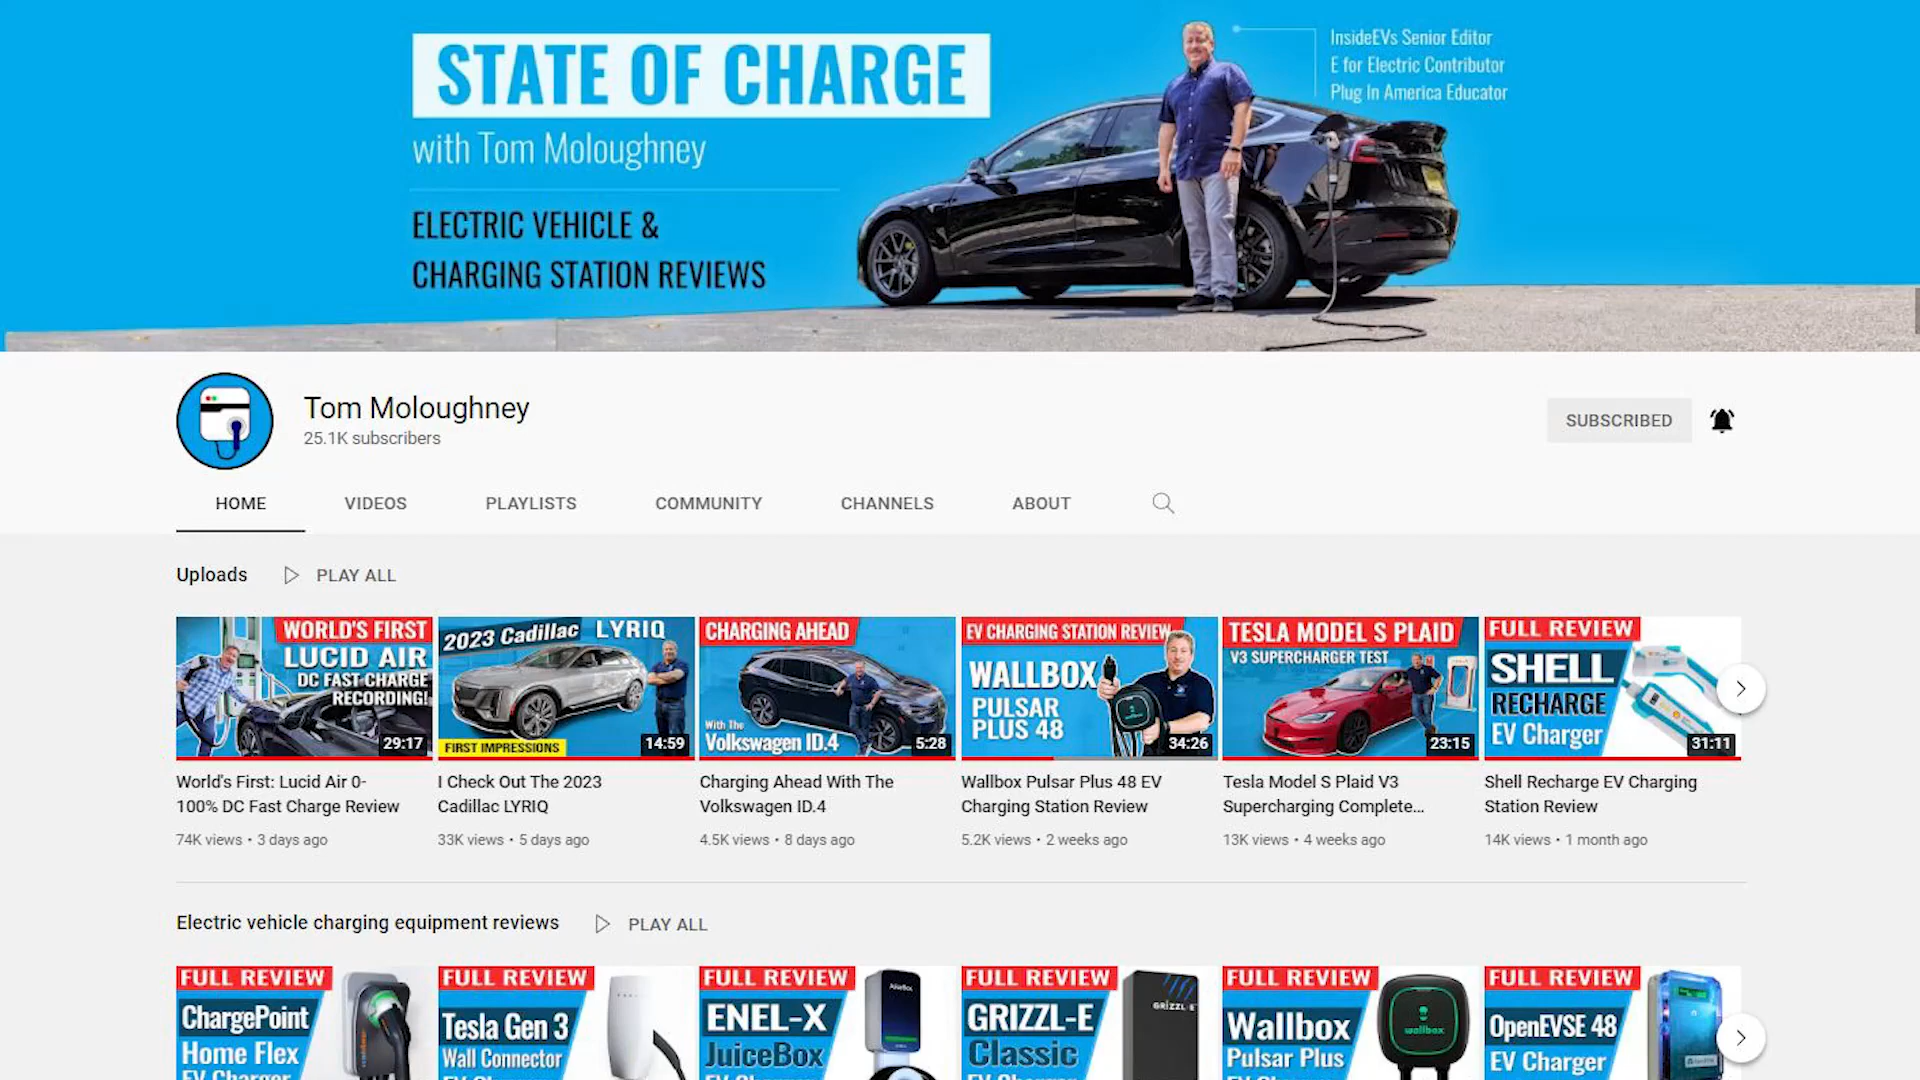 STATE OF CHARGE
with Tom Moloughney
ELECTRIC VEHICLE &
CHARGING STATION REVIEWS
InsideEVs Senior Editor
E for Electric Contributor
Plug In America Educator
Tom Moloughney
25.1K subscribers
SUBSCRIBED
HOME VIDEOS PLAYLISTS COMMUNITY CHANNELS ABOUT
Uploads PLAY ALL
WORLD'S FIRST
LUCID AIR
DC FAST CHARGE
RECORDING!
29:17
World's First: Lucid Air 0-
100% DC Fast Charge Review
74K views • 3 days ago
2023 Cadillac LYRIQ
FIRST IMPRESSIONS
14:59
I Check Out The 2023
Cadillac LYRIQ
33K views • 5 days ago
CHARGING AHEAD
With The
Volkswagen ID.4
5:28
Charging Ahead With The
Volkswagen ID.4
4.5K views • 8 days ago
EV CHARGING STATION REVIEW
WALLBOX
PULSAR
PLUS 48
34:26
Wallbox Pulsar Plus 48 EV
Charging Station Review
5.2K views • 2 weeks ago
TESLA MODEL S PLAID
V3 SUPERCHARGER TEST
23:15
Tesla Model S Plaid V3
Supercharging Complete...
13K views • 4 weeks ago
FULL REVIEW
SHELL
RECHARGE
EV Charger
31:11
Shell Recharge EV Charging
Station Review
14K views • 1 month ago
Electric vehicle charging equipment reviews PLAY ALL
FULL REVIEW
ChargePoint
Home Flex
EV Charger
FULL REVIEW
Tesla Gen 3
Wall Connector
FULL REVIEW
ENEL-X
JuiceBox
JuiceBox
FULL REVIEW
GRIZZL-E
Classic
GRIZZL-E
FULL REVIEW
Wallbox
Pulsar Plus
wallbox
FULL REVIEW
OpenEVSE 48
EV Charger